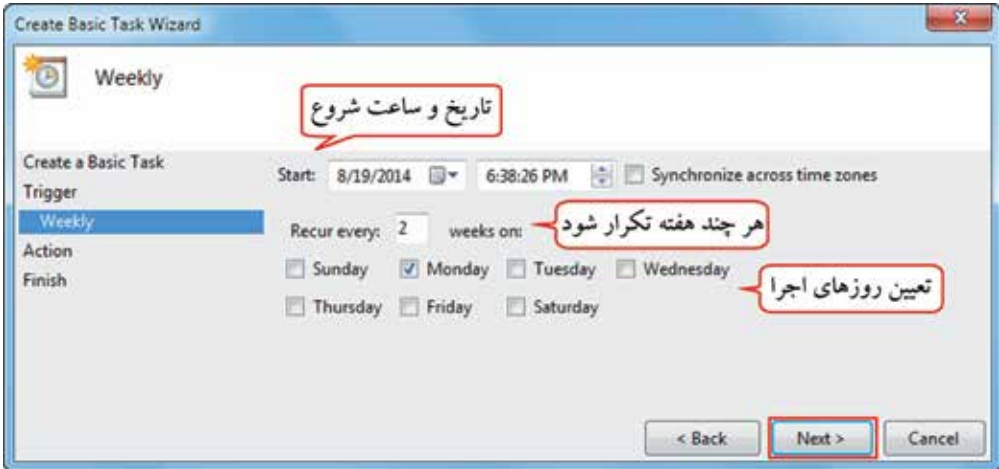 Create Basic Task Wizard
Weekly
تاریخ و ساعت شروع
Create a Basic Task
Trigger
Weekly
Action
Finish
Start: 8/19/2014 6:38:26 PM Synchronize across time zones
Recur every: 2 weeks on:
هر چند هفته تکرار شود
Sunday Monday Tuesday Wednesday
Thursday Friday Saturday
تعیین روزهای اجرا
< Back Next > Cancel